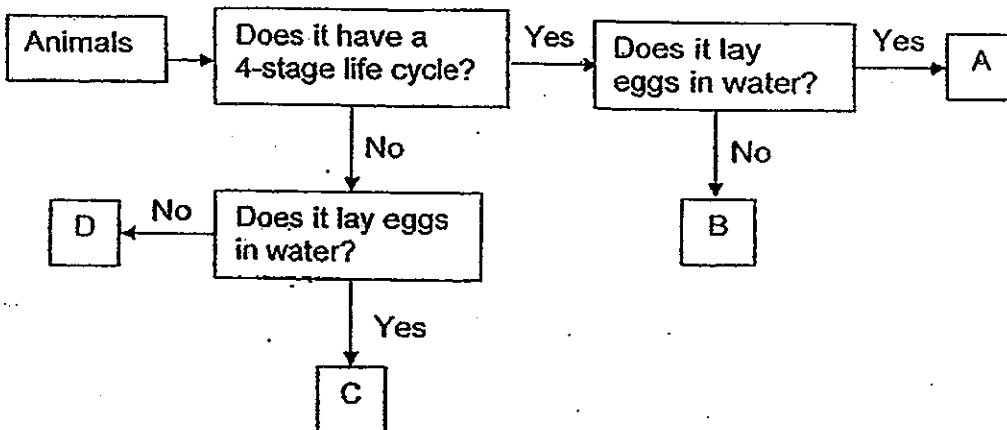 Animals
Does it have a
4-stage life cycle?
Yes
Does it lay
eggs in water?
Yes
A
No
No
B
D
No
Does it lay eggs
in water?
Yes
C